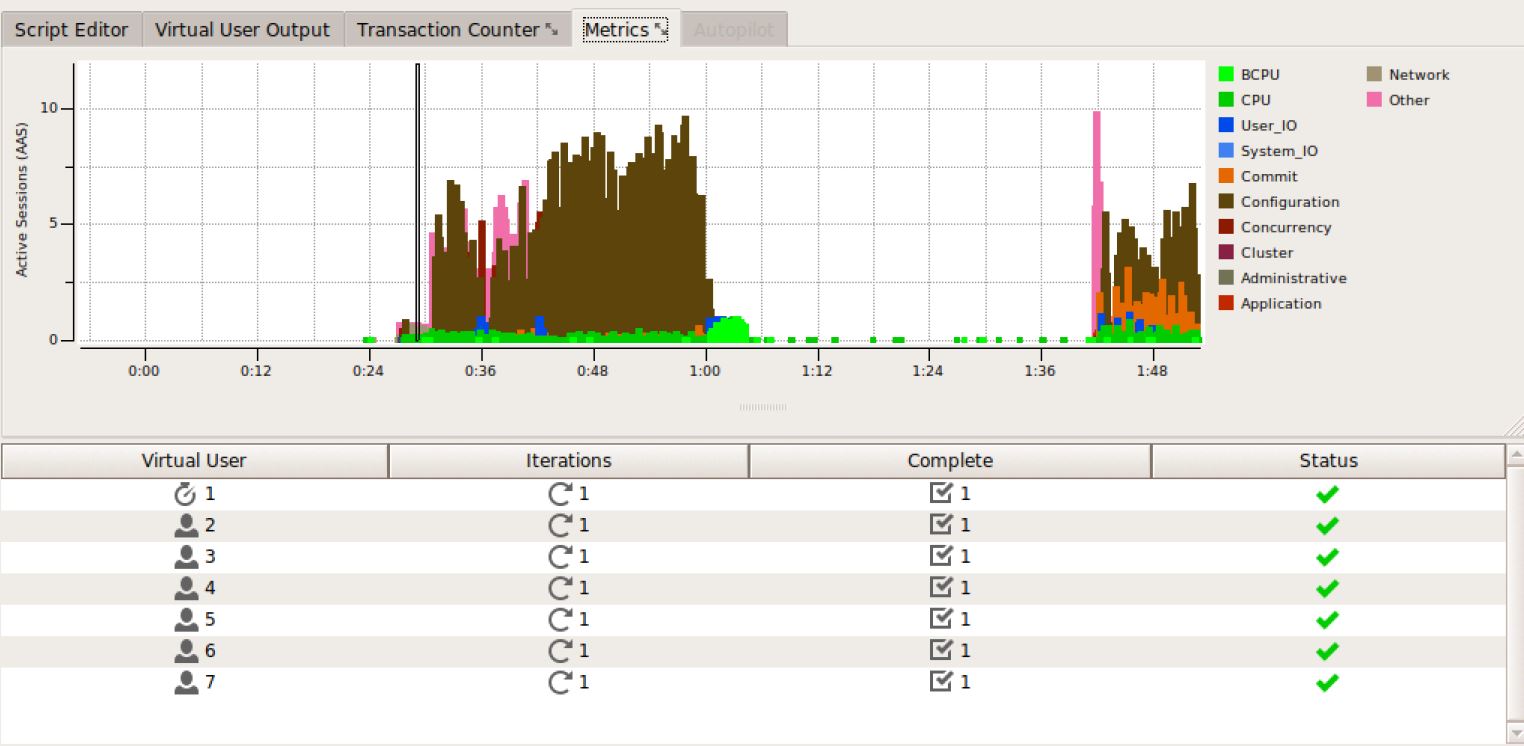 Script Editor Virtual User Output Transaction Counter Metrics Autopilot
Active Sessions (AAS)
10
5
0
0:00 0:12 0:24 0:36 0:48 1:00 1:12 1:24 1:36 1:48
BCPU Network
CPU Other
User_IO
System_IO
Commit
Configuration
Concurrency
Cluster
Administrative
Application
Virtual User Iterations Complete Status
1 1 1
2 1 1
3 1 1
4 1 1
5 1 1
6 1 1
7 1 1